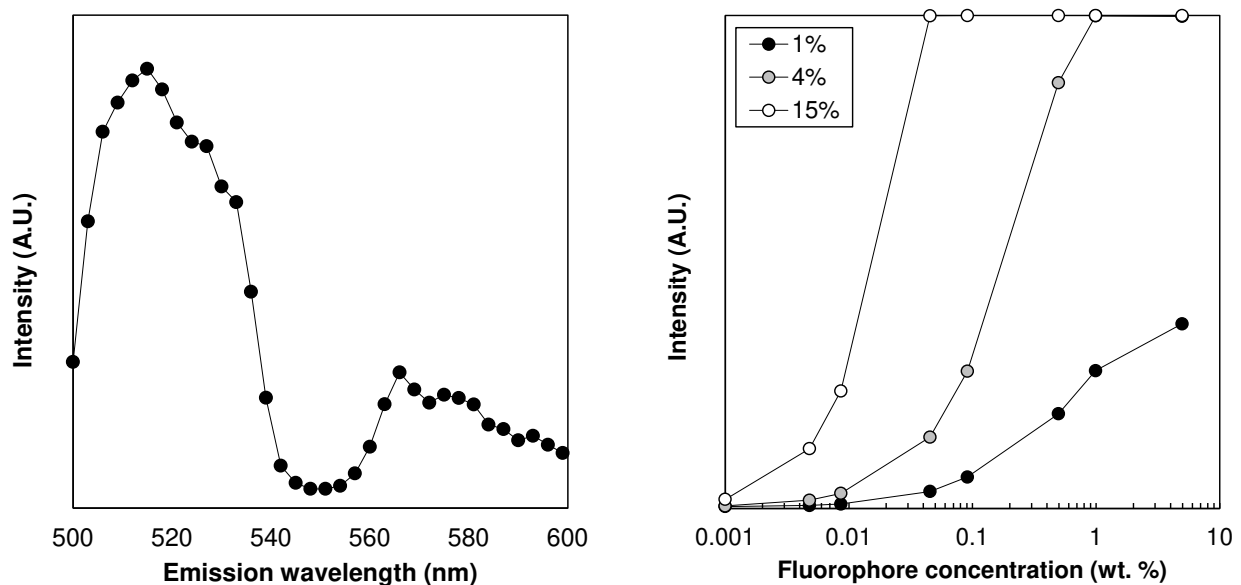 Intensity (A.U.)
500 520 540 560 580 600
Emission wavelength (nm)
Intensity (A.U.)
1%
4%
15%
0.001 0.01 0.1 1 10
Fluorophore concentration (wt. %)